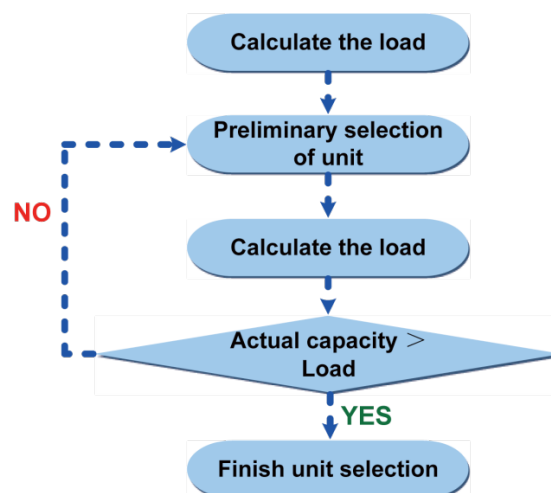 Calculate the load
Preliminary selection
of unit
NO
Calculate the load
Actual capacity ＞
Load
YES
Finish unit selection